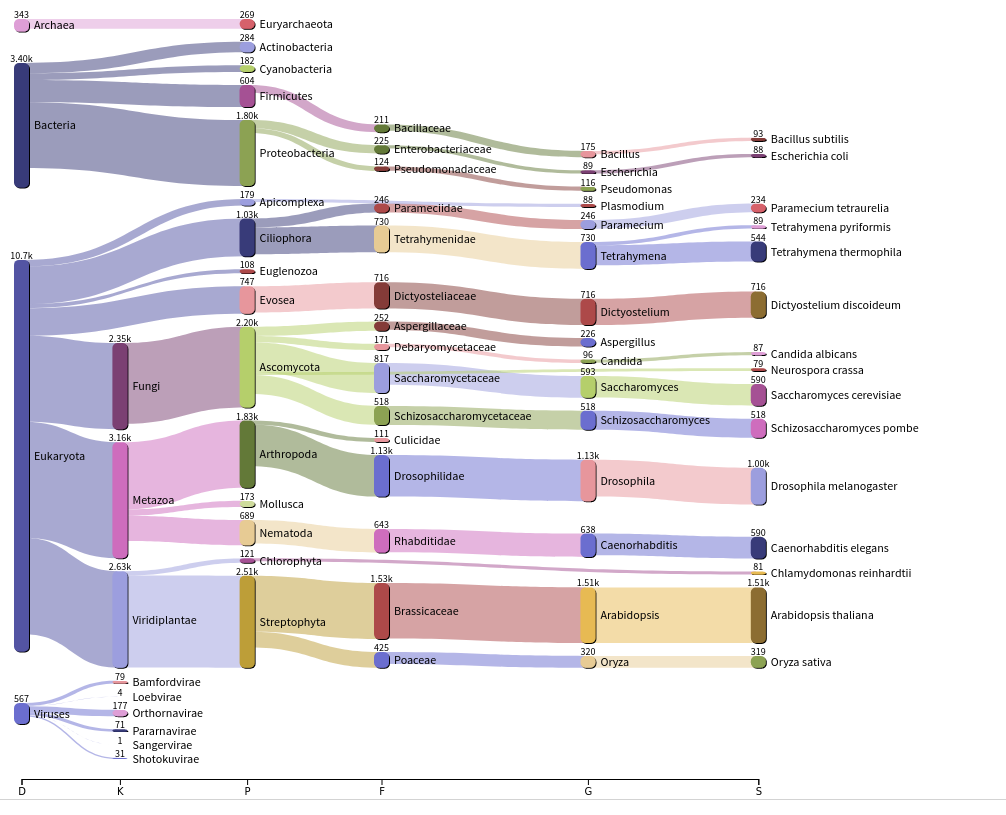 343
Archaea
3.40k
Bacteria
10.7k
Eukaryota
567
Viruses
2.35k
Fungi
3.16k
Metazoa
2.63k
Viridiplantae
79
Bamfordvirae
4
Loebvirae
177
Orthornavirae
71
Pararnavirae
1
Sangervirae
31
Shotokuvirae
269
Euryarchaeota
284
Actinobacteria
182
Cyanobacteria
604
Firmicutes
1.80k
Proteobacteria
179
Apicomplexa
1.03k
Ciliophora
108
Euglenozoa
747
Evosea
2.20k
Ascomycota
1.83k
Arthropoda
173
Mollusca
689
Nematoda
121
Chlorophyta
2.51k
Streptophyta
211
Bacillaceae
225
Enterobacteriaceae
124
Pseudomonadaceae
246
Parameciidae
730
Tetrahymenidae
716
Dictyosteliaceae
252
Aspergillaceae
171
Debaryomycetaceae
817
Saccharomycetaceae
518
Schizosaccharomycetaceae
111
Culicidae
1.13k
Drosophilidae
643
Rhabditidae
1.53k
Brassicaceae
425
Poaceae
175
Bacillus
89
Escherichia
116
Pseudomonas
88
Plasmodium
246
Paramecium
730
Tetrahymena
716
Dictyostelium
226
Aspergillus
96
Candida
593
Saccharomyces
518
Schizosaccharomyces
1.13k
Drosophila
638
Caenorhabditis
1.51k
Arabidopsis
320
Oryza
93
Bacillus subtilis
88
Escherichia coli
234
Paramecium tetraurelia
89
Tetrahymena pyriformis
544
Tetrahymena thermophila
716
Dictyostelium discoideum
87
Candida albicans
79
Neurospora crassa
590
Saccharomyces cerevisiae
518
Schizosaccharomyces pombe
1.00k
Drosophila melanogaster
590
Caenorhabditis elegans
81
Chlamydomonas reinhardtii
1.51k
Arabidopsis thaliana
319
Oryza sativa
D K P F G S